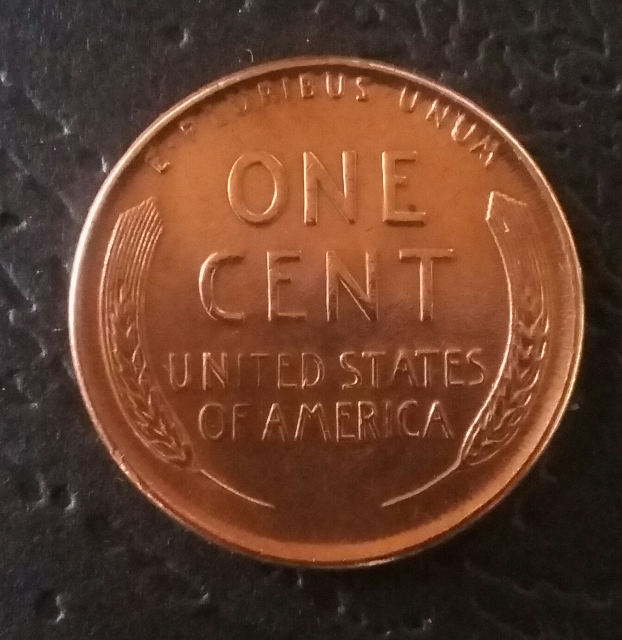 E·PLURIBUS·UNUM
ONE
CENT
UNITED STATES
OF AMERICA